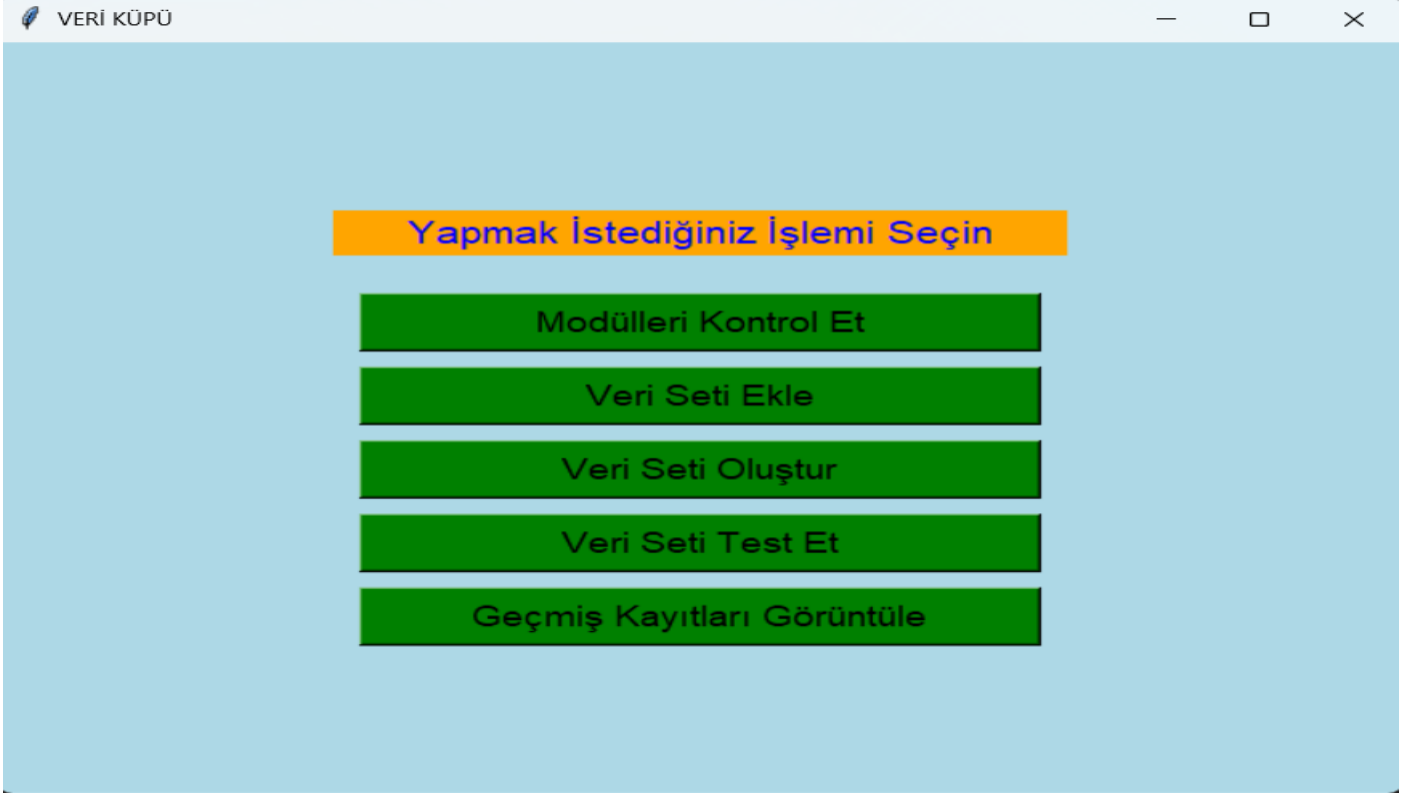 VERİ KÜPÜ
Yapmak İstediğiniz İşlemi Seçin
Modülleri Kontrol Et
Veri Seti Ekle
Veri Seti Oluştur
Veri Seti Test Et
Geçmiş Kayıtları Görüntüle